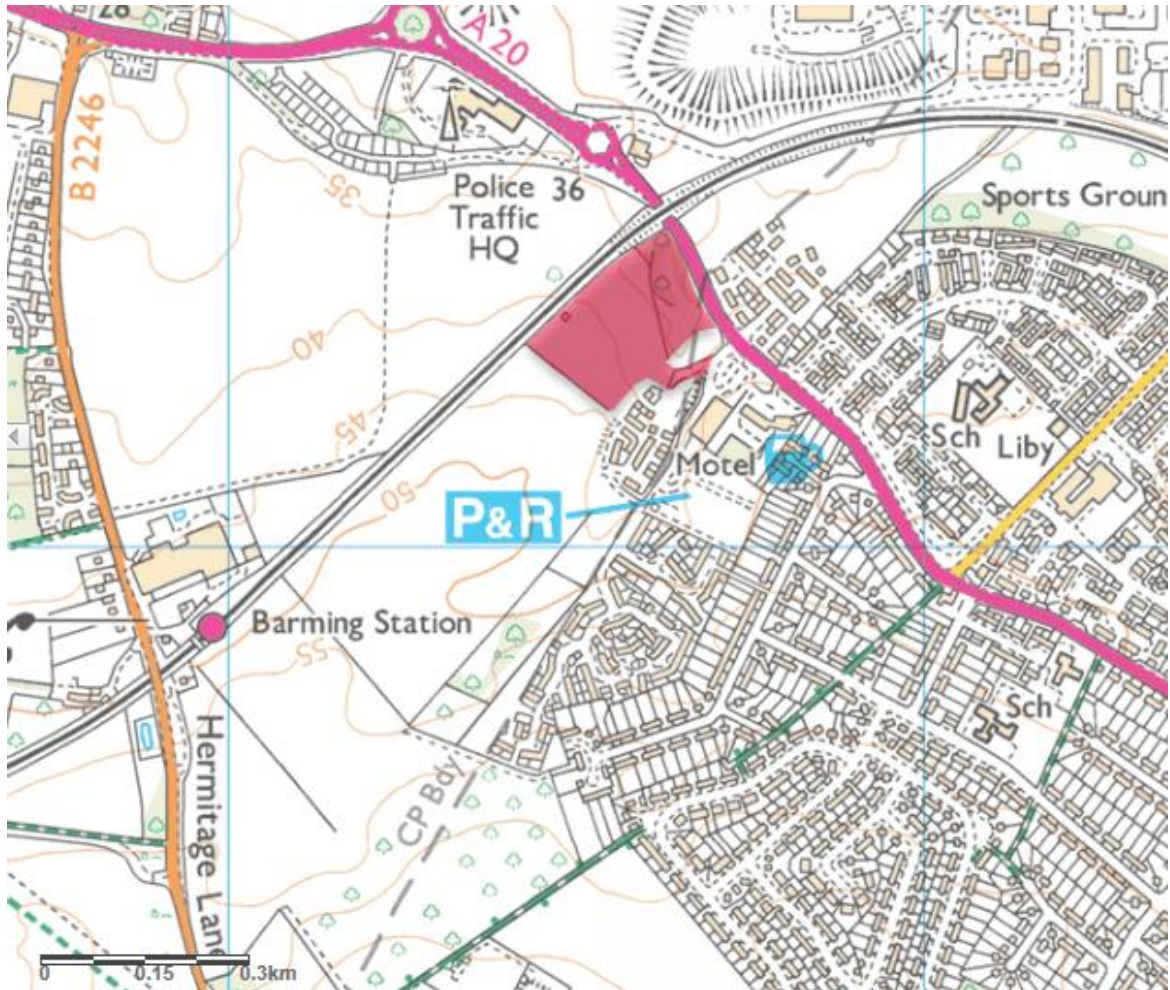 28
A 20
B 2246
35
Police 36
Traffic
HQ
Sports Groun
40
45
50
Sch
Liby
Motel
P&R
Barming Station
55
Sch
Hermitage Lane
CP Bdy
0 0.15 0.3km